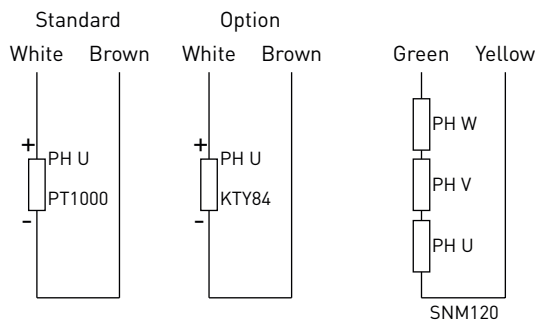 Standard
White Brown
+
PH U
PT1000
-
Option
White Brown
+
PH U
KTY84
-
Green Yellow
PH W
PH V
PH U
SNM120